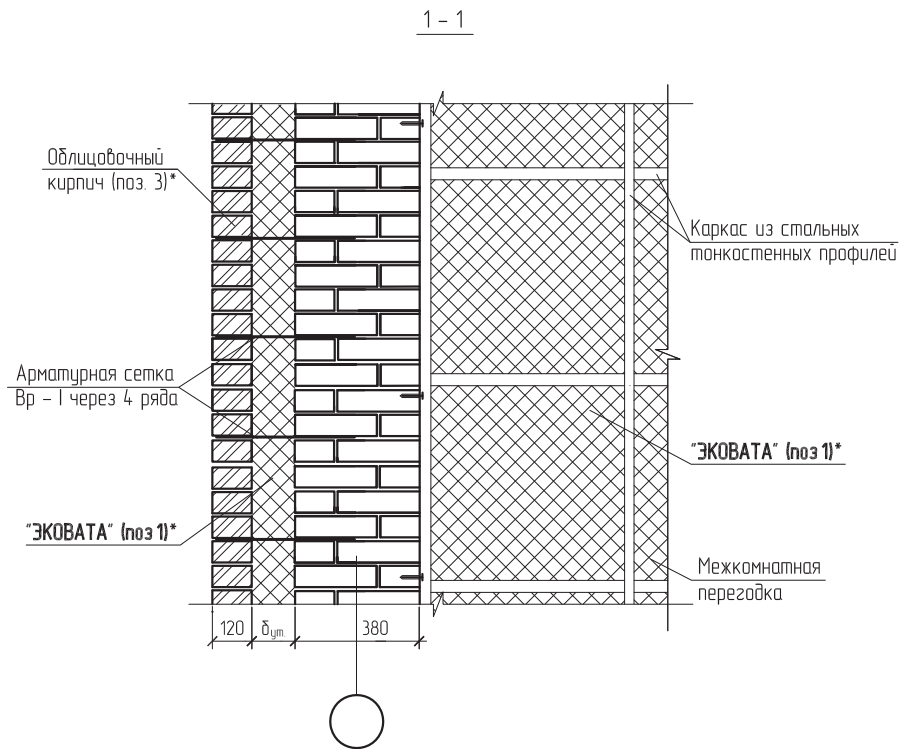 1 - 1
Облицовочный
кирпич (поз. 3)*
Каркас из стальных
тонкостенных профилей
Арматурная сетка
Вр - I через 4 ряда
"ЭКОВАТА" (поз 1)*
"ЭКОВАТА" (поз 1)*
Межкомнатная
перегодка
120 δут. 380